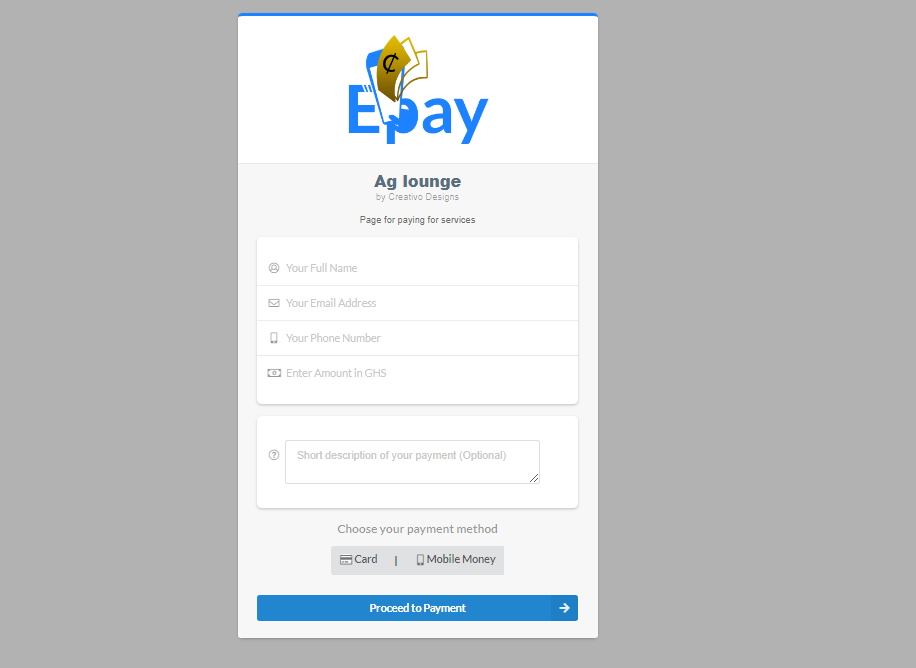 ₵
Epay
Ag lounge
by Creativo Designs
Page for paying for services
Your Full Name
Your Email Address
Your Phone Number
Enter Amount in GHS
Short description of your payment (Optional)
Choose your payment method
Card | Mobile Money
Proceed to Payment